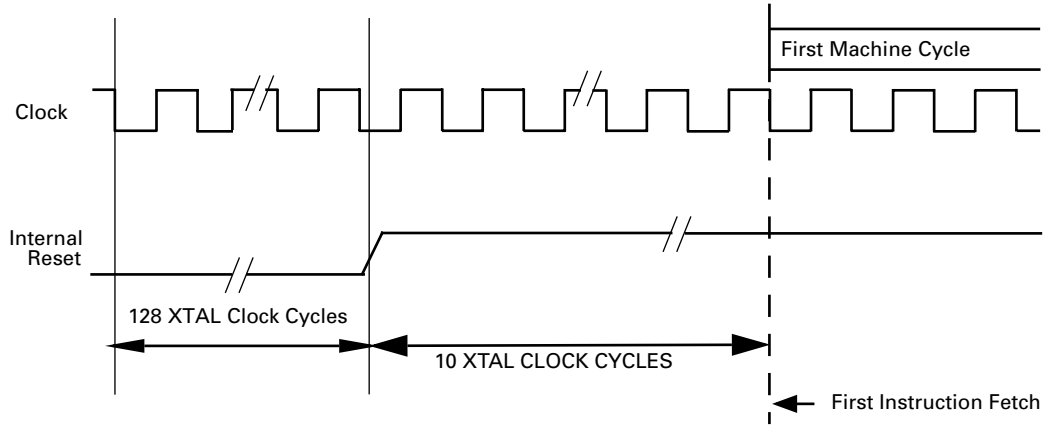 First Machine Cycle
Clock
Internal
Reset
128 XTAL Clock Cycles
10 XTAL CLOCK CYCLES
First Instruction Fetch